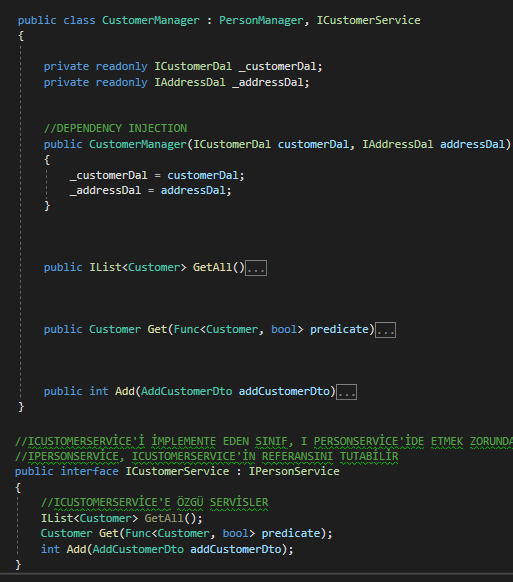 public class CustomerManager : PersonManager, ICustomerService
{
private readonly ICustomerDal _customerDal;
private readonly IAddressDal _addressDal;
//DEPENDENCY INJECTION
public CustomerManager(ICustomerDal customerDal, IAddressDal addressDal)
{
_customerDal = customerDal;
_addressDal = addressDal;
}
public IList<Customer> GetAll()...
public Customer Get(Func<Customer, bool> predicate)...
public int Add(AddCustomerDto addCustomerDto)...
}
//ICUSTOMERSERVİCE'İ İMPLEMENTE EDEN SINIF, I PERSONSERVİCE'İDE ETMEK ZORUNDA
//IPERSONSERVİCE, ICUSTOMERSERVICE'İN REFERANSINI TUTABİLİR
public interface ICustomerService : IPersonService
{
//ICUSTOMERSERVİCE'E ÖZGÜ SERVİSLER
IList<Customer> GetAll();
Customer Get(Func<Customer, bool> predicate);
int Add(AddCustomerDto addCustomerDto);
}